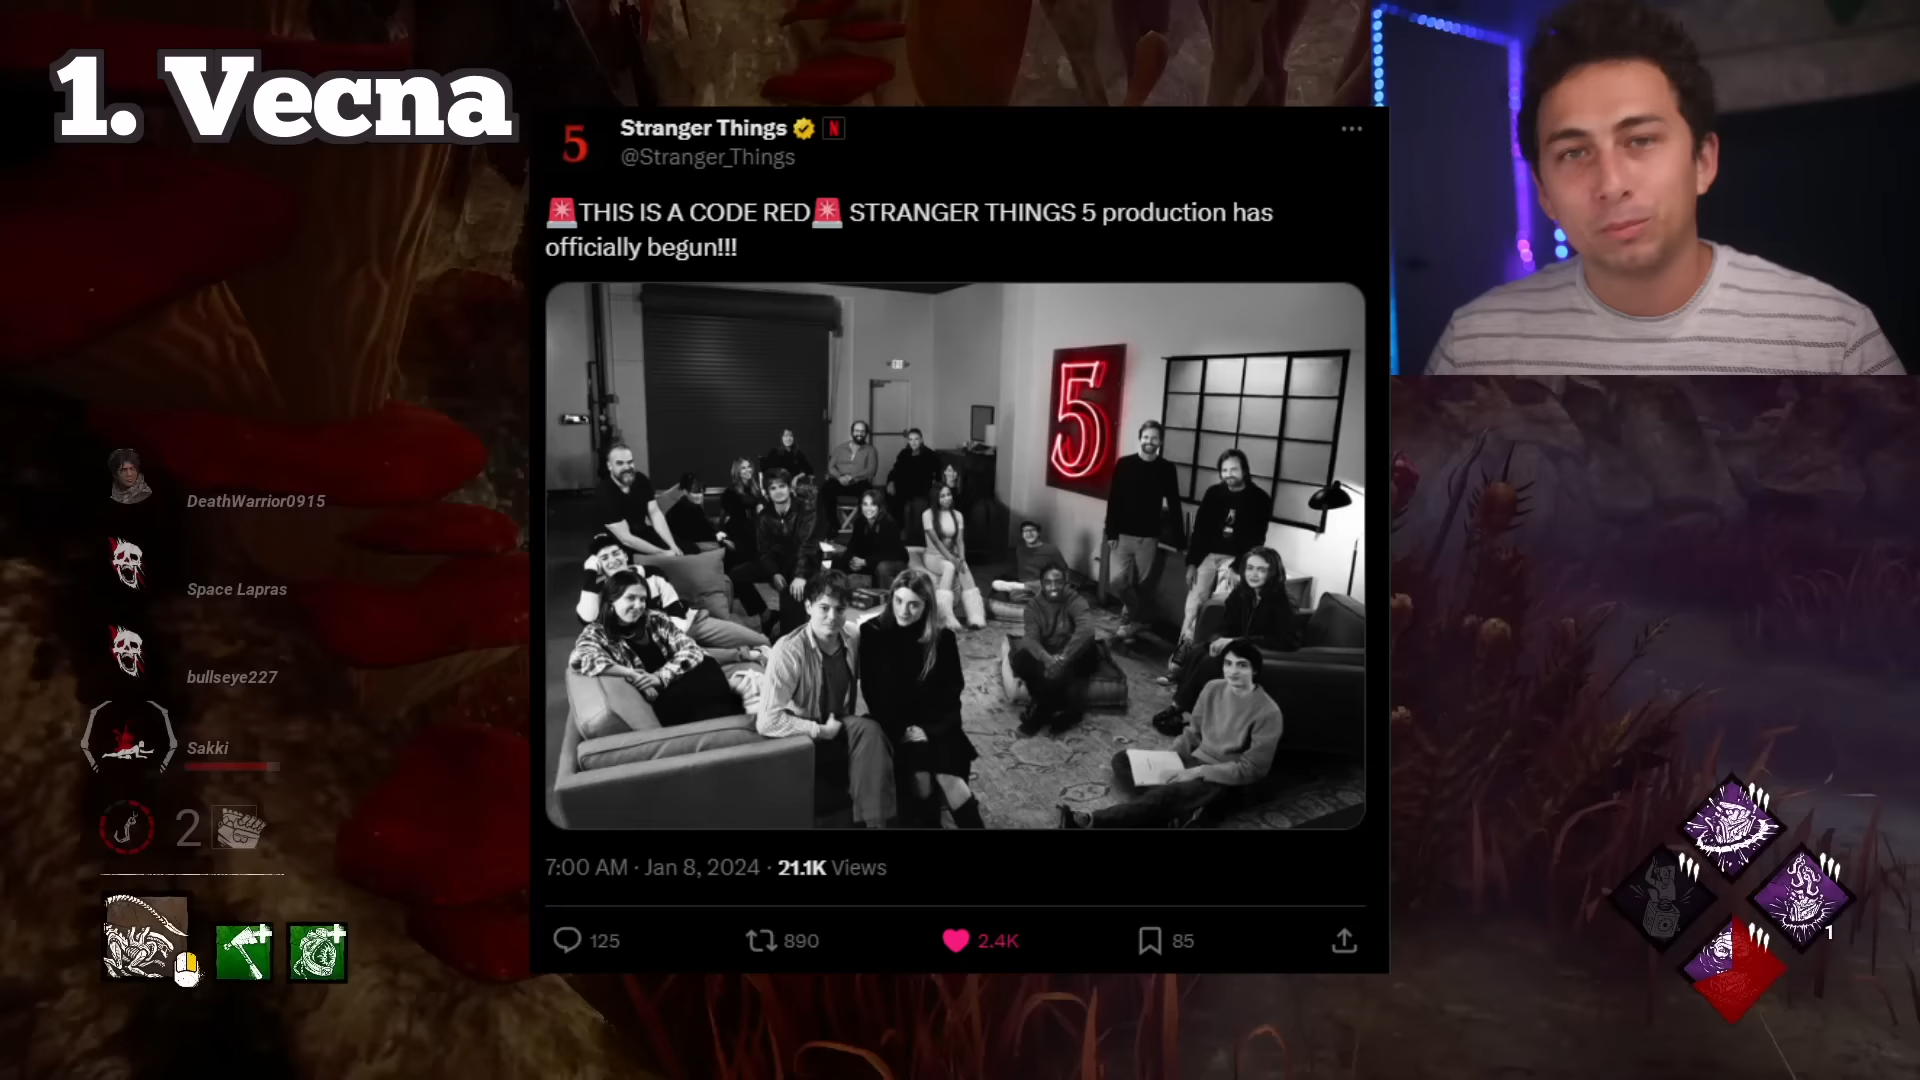 1. Vecna
5
Stranger Things N
@Stranger_Things
🚨THIS IS A CODE RED🚨 STRANGER THINGS 5 production has
officially begun!!!
5
7:00 AM · Jan 8, 2024 · 21.1K Views
125 890 2.4K 85
DeathWarrior0915
Space Lapras
bullseye227
Sakki
2
1